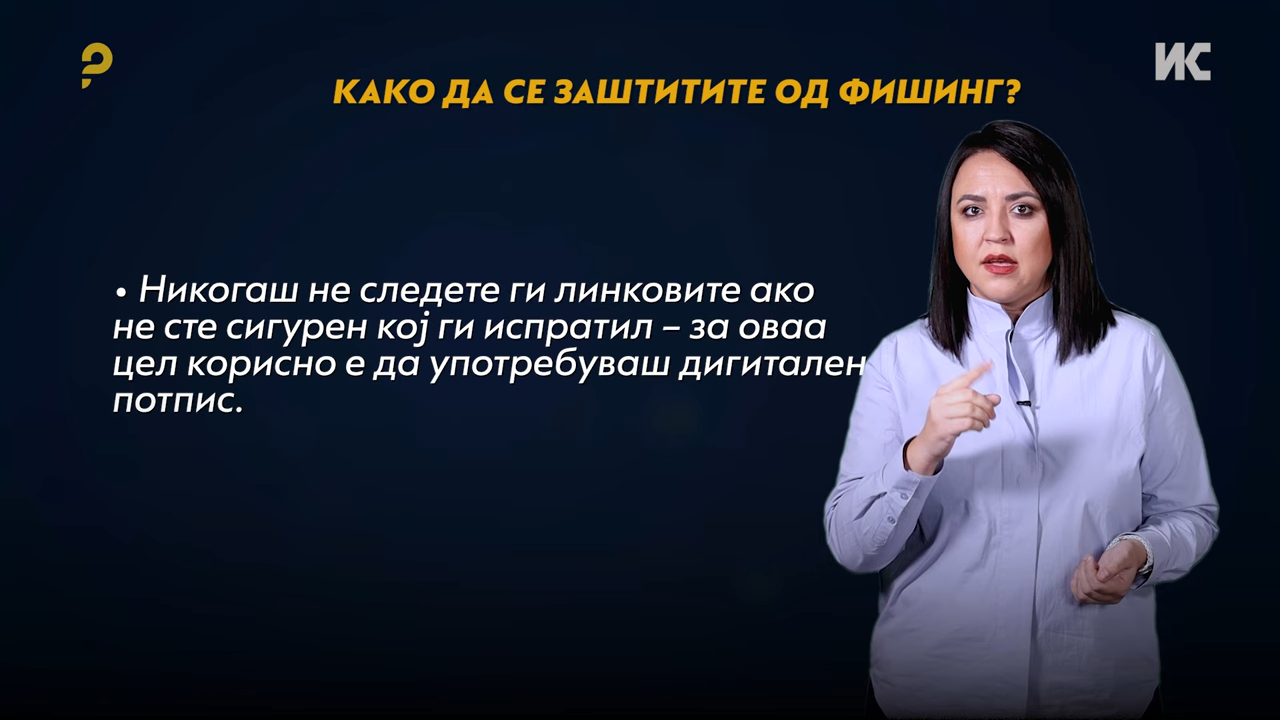 ИС
КАКО ДА СЕ ЗАШТИТИТЕ ОД ФИШИНГ?
• Никогаш не следете ги линковите ако
не сте сигурен кој ги испратил – за оваа
цел корисно е да употребуваш дигитален
потпис.